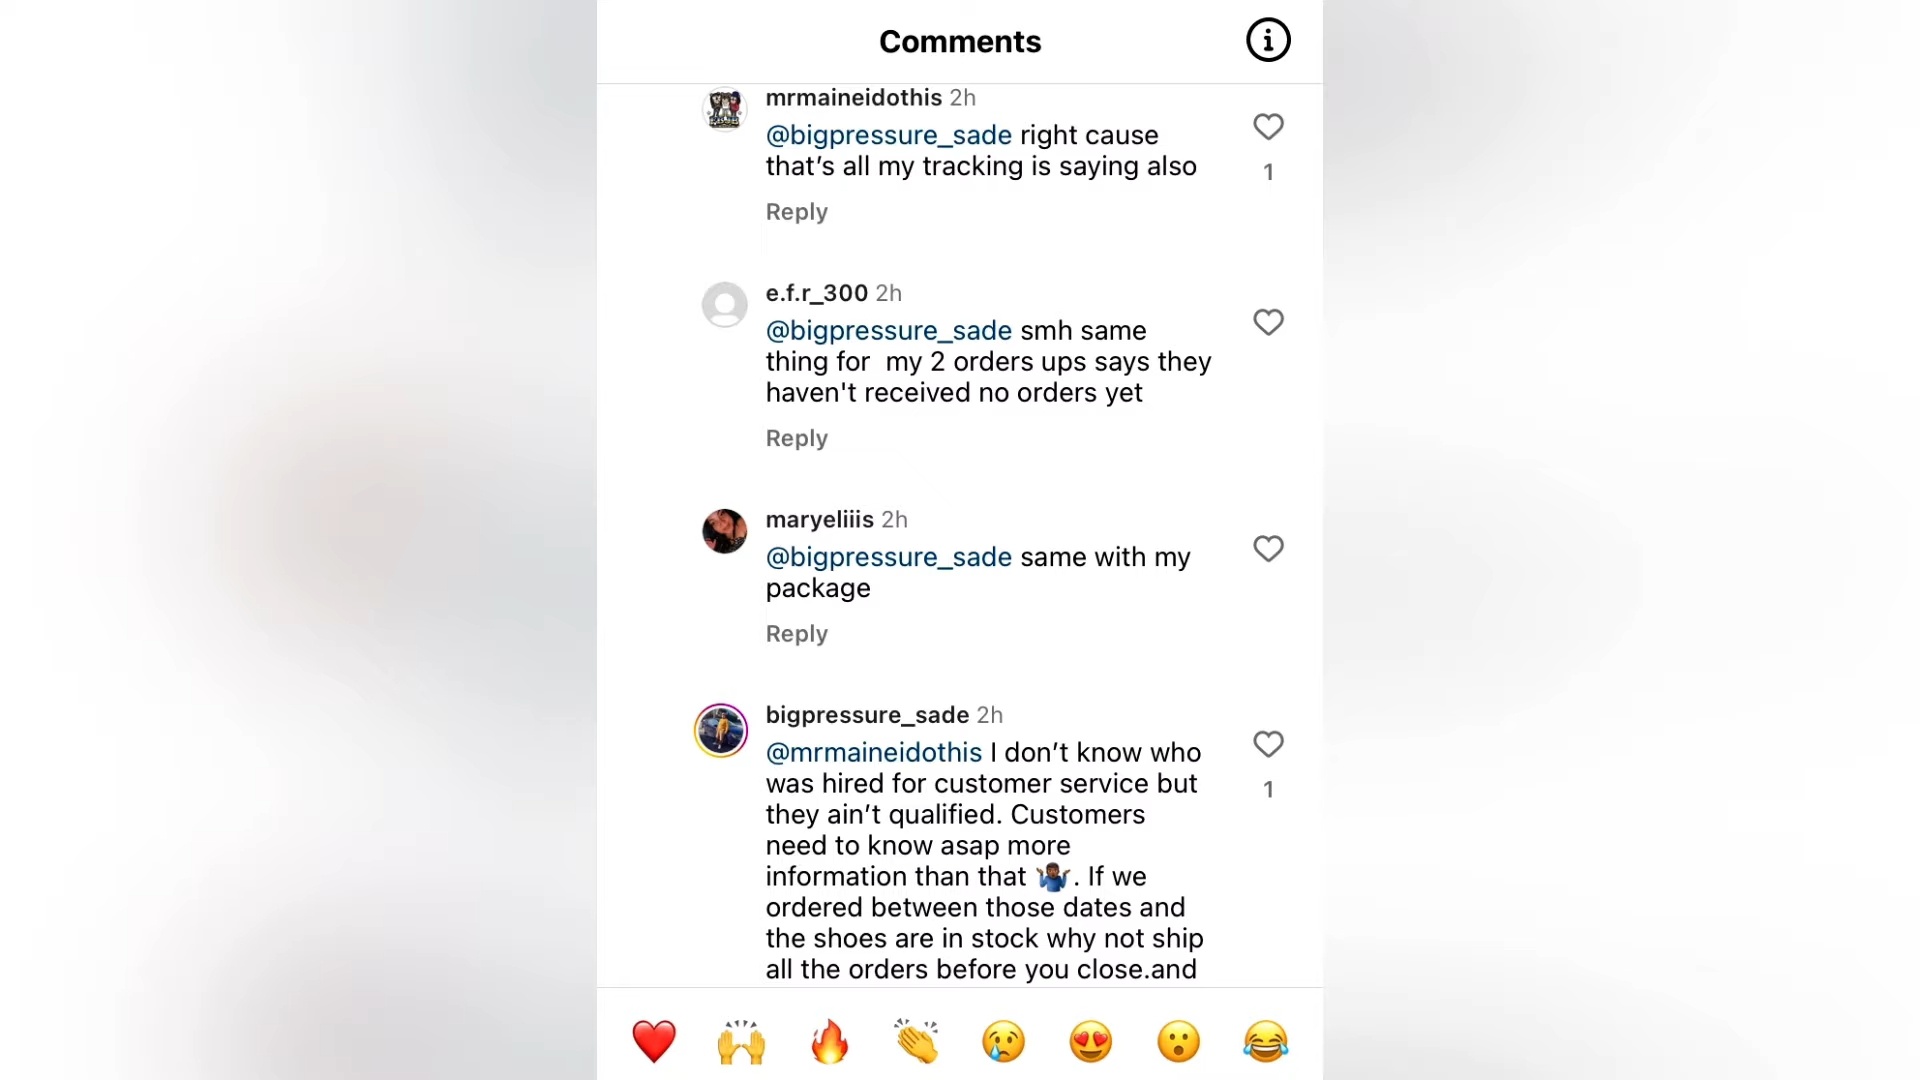 Comments
mrmaineidothis 2h
@bigpressure_sade right cause
that’s all my tracking is saying also
1
Reply
e.f.r_300 2h
@bigpressure_sade smh same
thing for  my 2 orders ups says they
haven't received no orders yet
Reply
maryeliiis 2h
@bigpressure_sade same with my
package
Reply
bigpressure_sade 2h
@mrmaineidothis I don’t know who
was hired for customer service but
1
they ain’t qualified. Customers
need to know asap more
information than that 🤷🏿‍♂️. If we
ordered between those dates and
the shoes are in stock why not ship
all the orders before you close.and